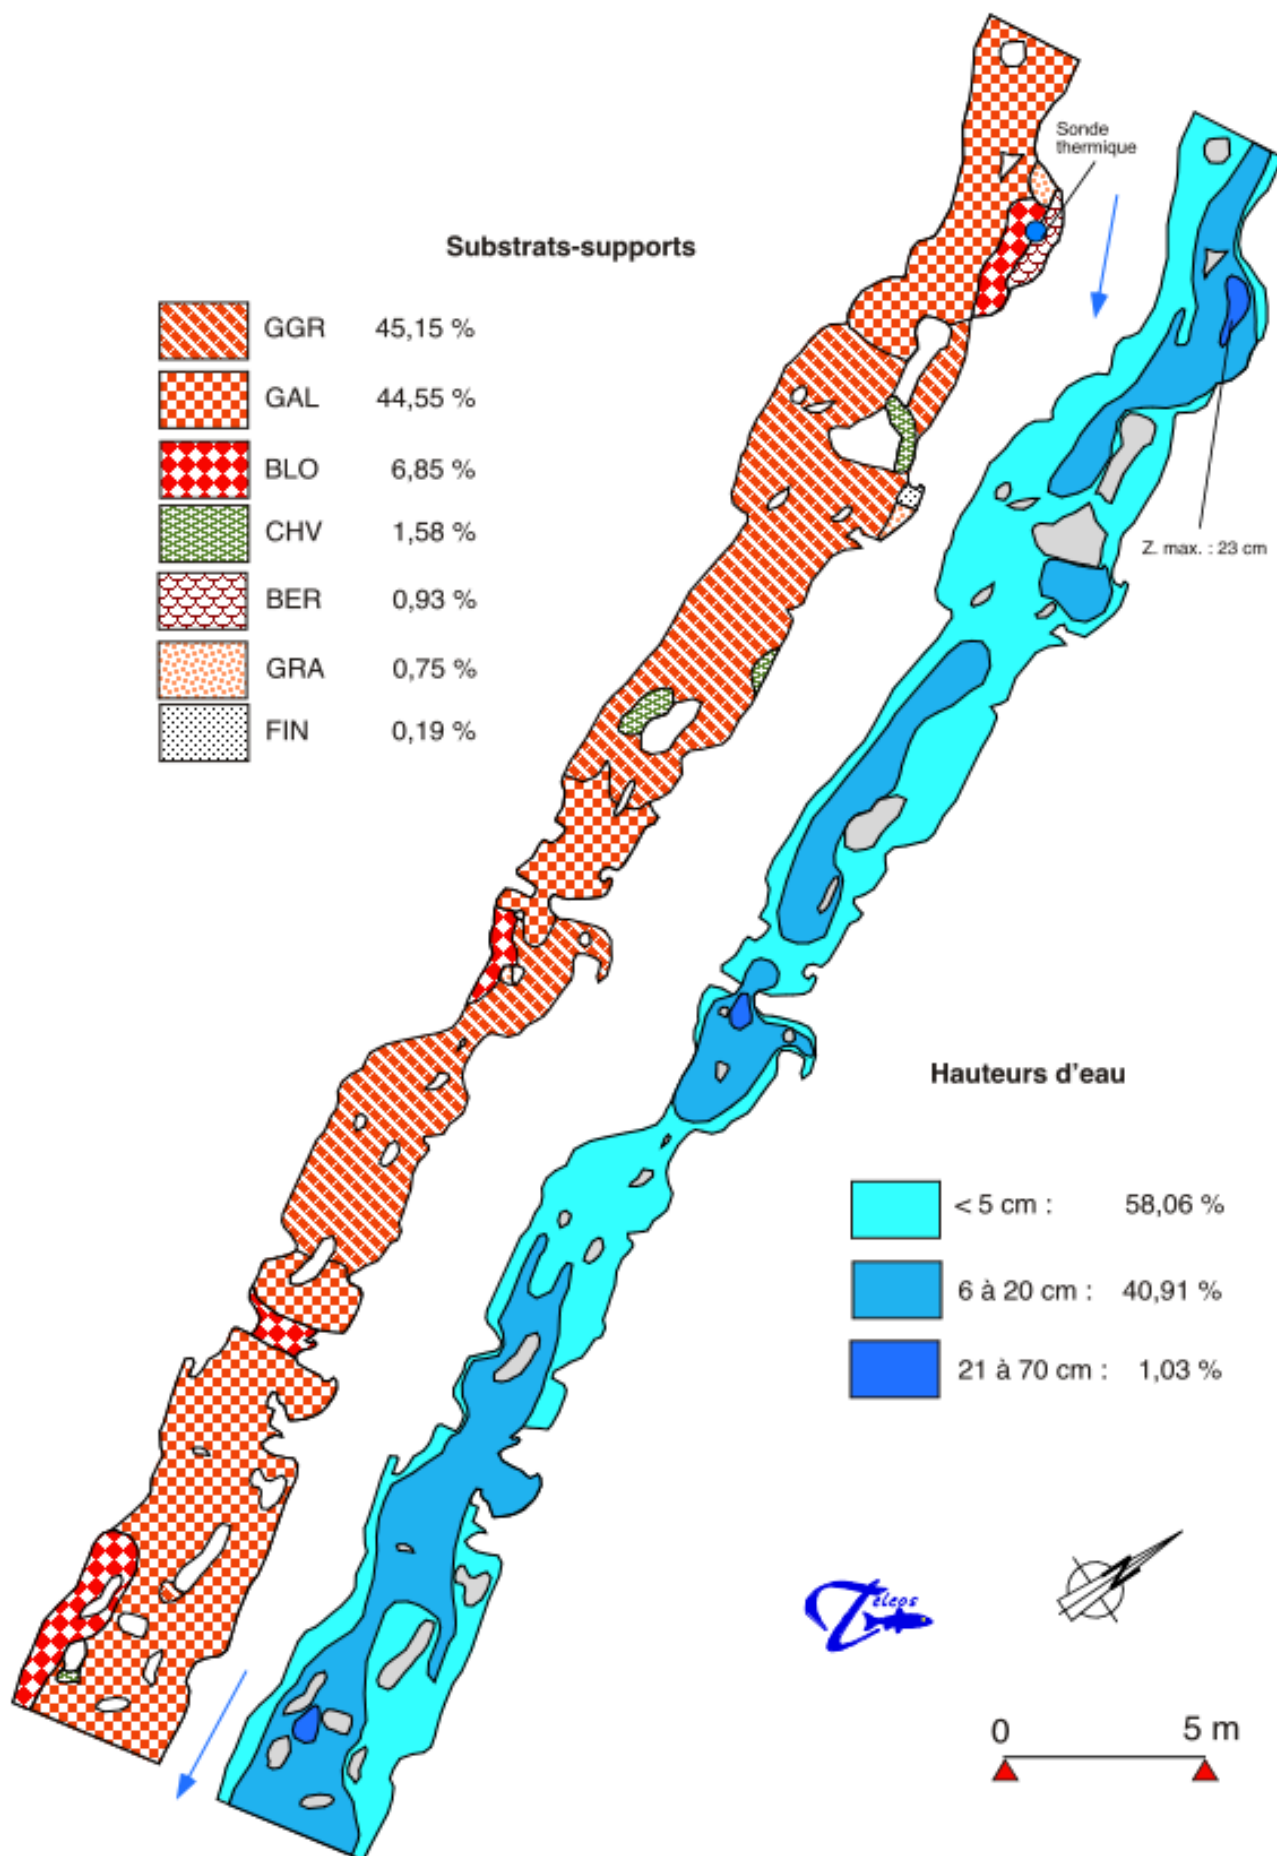 Sonde
thermique
Substrats-supports
GGR 45,15 %
GAL 44,55 %
BLO 6,85 %
CHV 1,58 %
BER 0,93 %
GRA 0,75 %
FIN 0,19 %
Z. max. : 23 cm
Hauteurs d'eau
< 5 cm : 58,06 %
6 à 20 cm : 40,91 %
21 à 70 cm : 1,03 %
Téleos
N
0 5 m